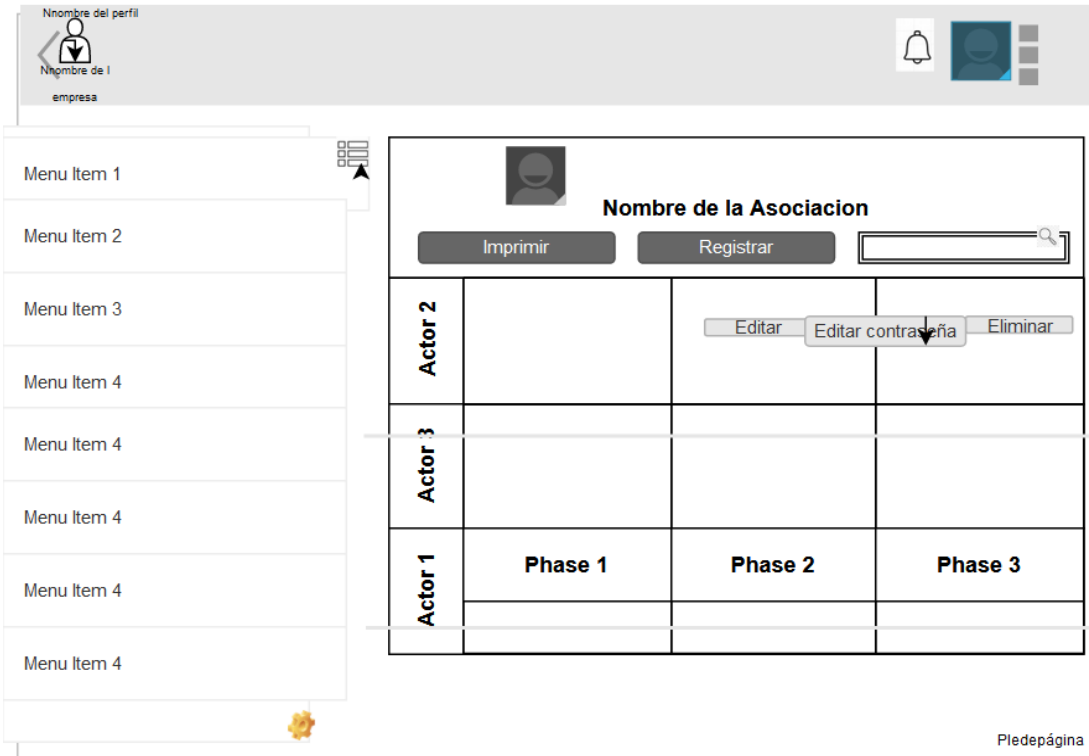 Nnombre del perfil
Nnombre de l
empresa
Menu Item 1
Menu Item 2
Menu Item 3
Menu Item 4
Menu Item 4
Menu Item 4
Menu Item 4
Menu Item 4
Nombre de la Asociacion
Imprimir
Registrar
Actor 2
Editar
Editar contraseña
Eliminar
Actor 3
Actor 1
Phase 1
Phase 2
Phase 3
PIedepágina